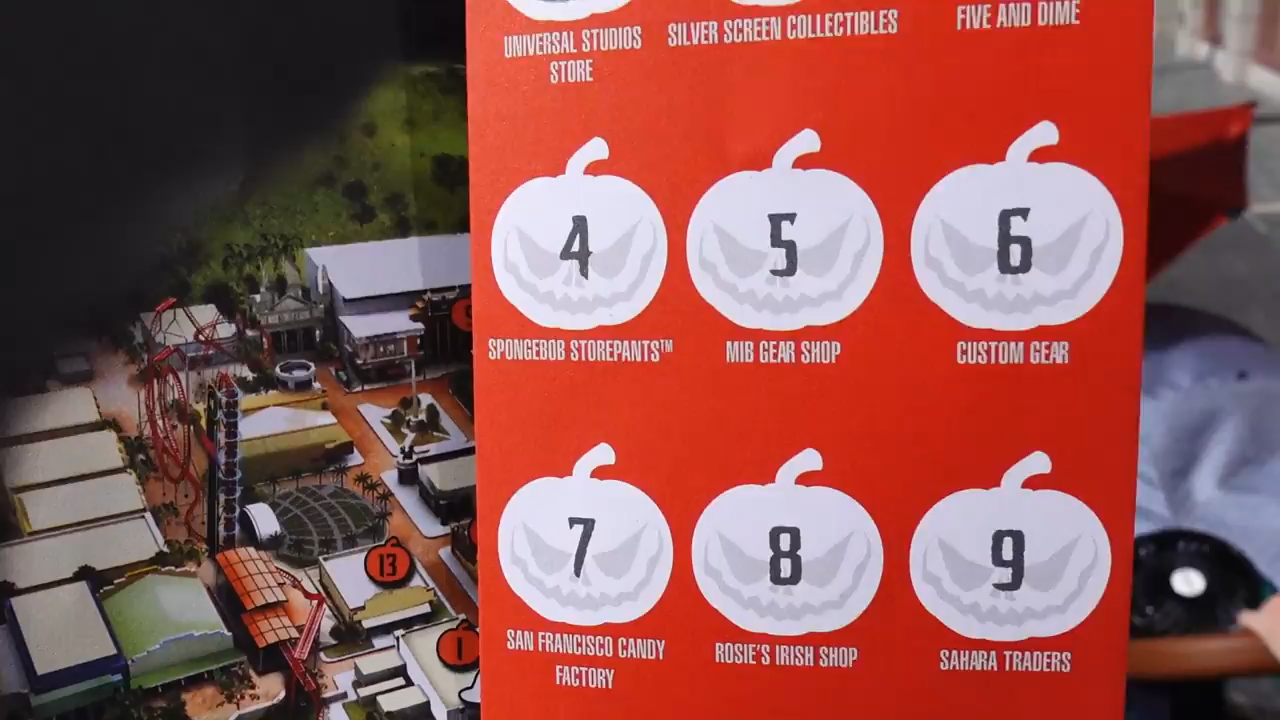 UNIVERSAL STUDIOS
STORE
SILVER SCREEN COLLECTIBLES
FIVE AND DIME
4
5
6
SPONGEBOB STOREPANTS™
MIB GEAR SHOP
CUSTOM GEAR
7
8
9
SAN FRANCISCO CANDY
FACTORY
ROSIE'S IRISH SHOP
SAHARA TRADERS
13
1